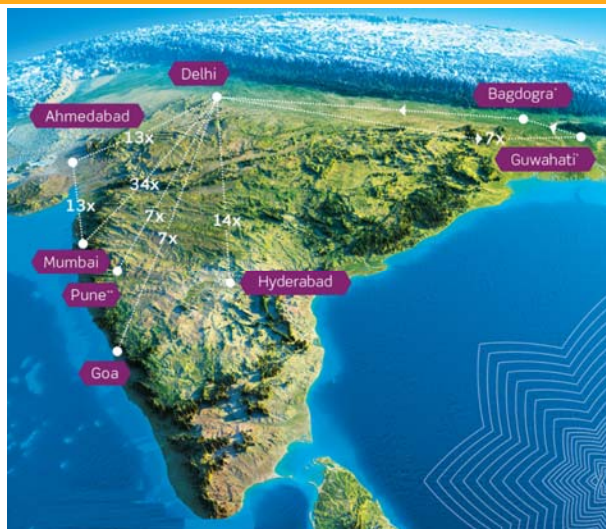 Delhi
Bagdogra*
Ahmedabad
13x
7x
Guwahati*
34x
13x
7x
14x
7x
Mumbai
Pune**
Hyderabad
Goa